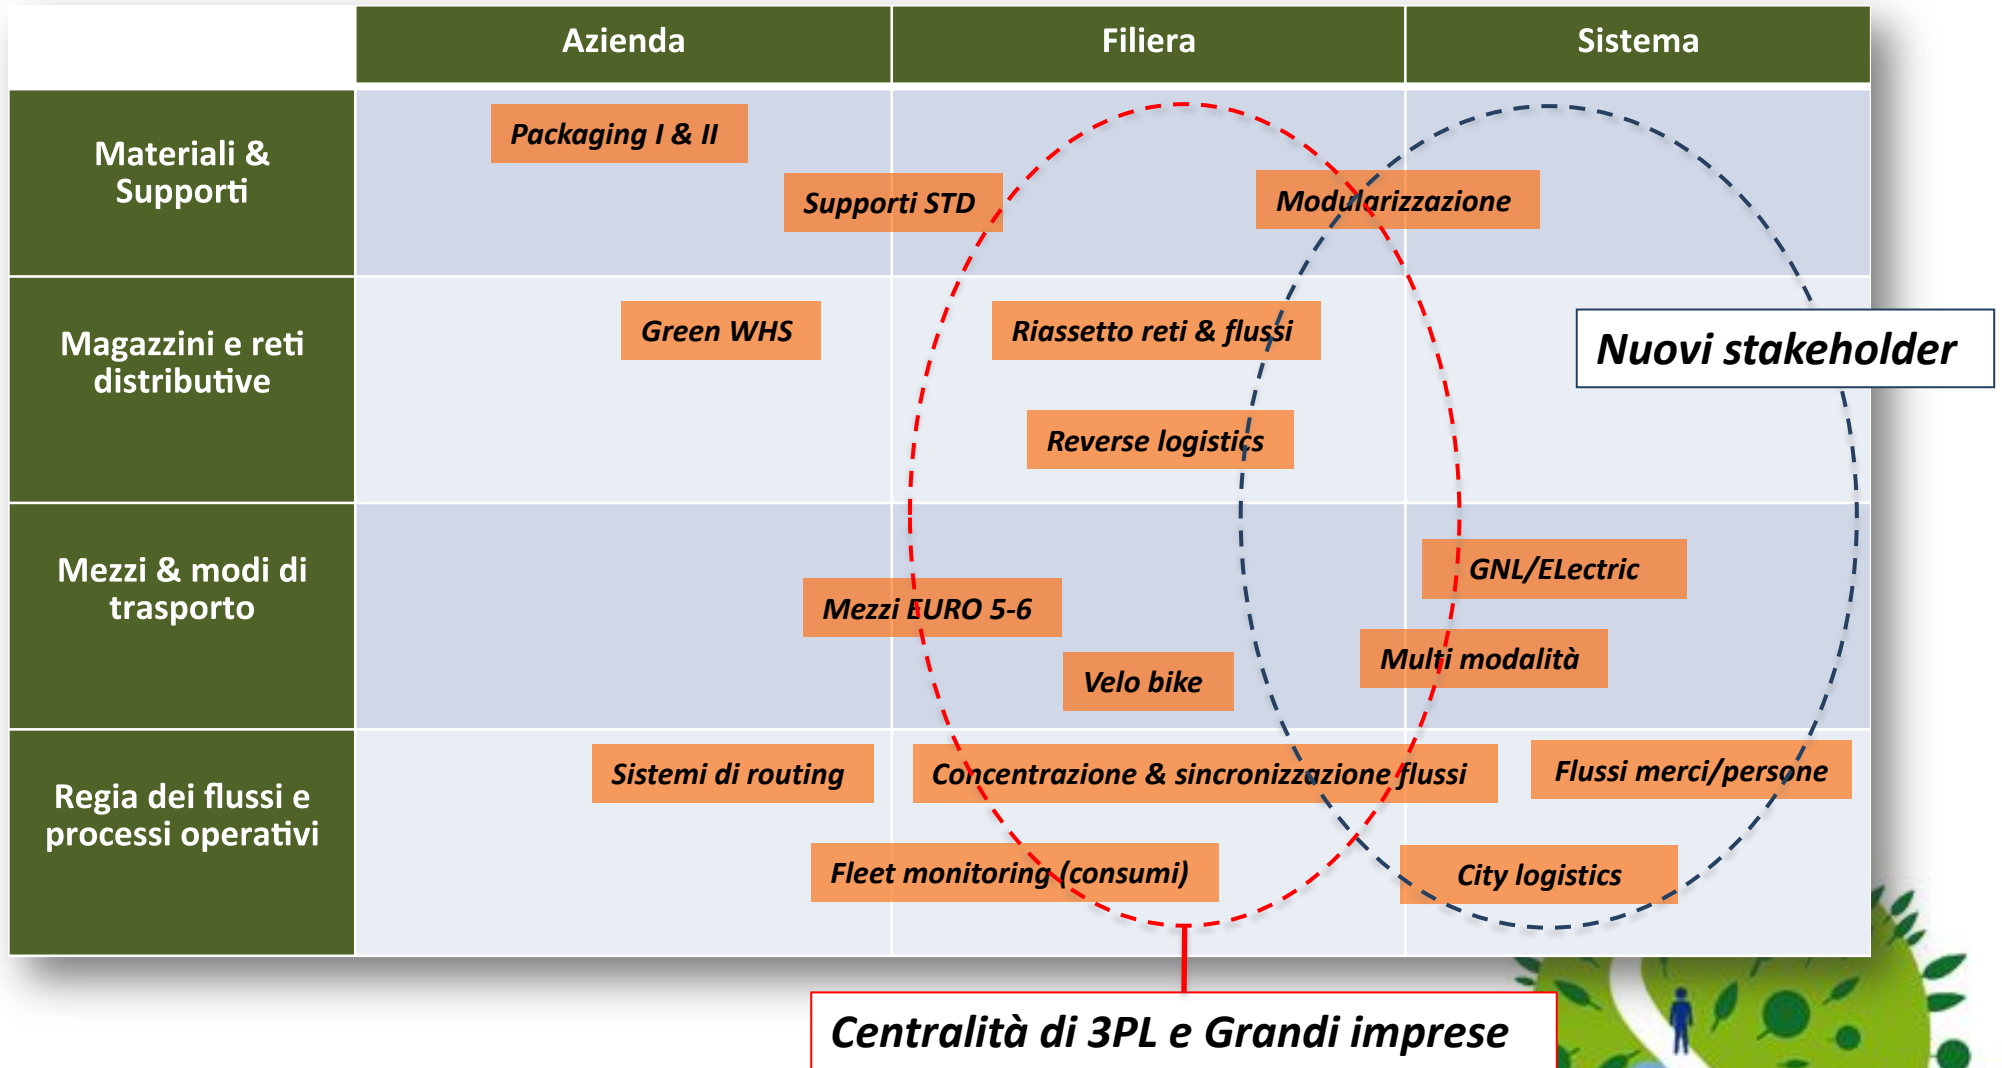 Azienda
Filiera
Sistema
Materiali &
Supporti
Packaging I & II
Supporti STD
Modularizzazione
Magazzini e reti
distributive
Green WHS
Riassetto reti & flussi
Reverse logistics
Nuovi stakeholder
Mezzi & modi di
trasporto
Mezzi EURO 5-6
Velo bike
GNL/ELectric
Multi modalità
Regia dei flussi e
processi operativi
Sistemi di routing
Concentrazione & sincronizzazione flussi
Flussi merci/persone
Fleet monitoring (consumi)
City logistics
Centralità di 3PL e Grandi imprese